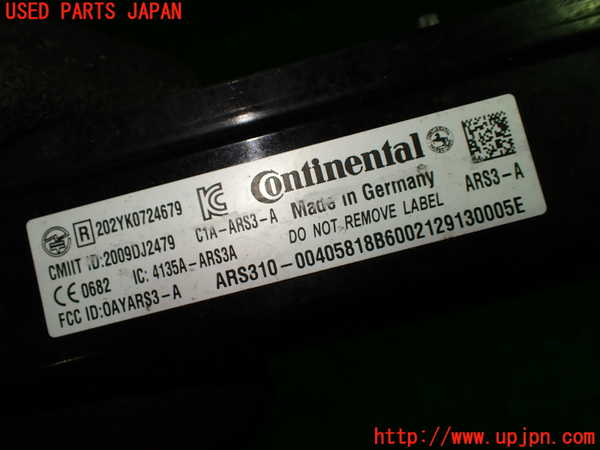 USED PARTS JAPAN
Continental
R 202YK0724679
C1A-ARS3-A
Made in Germany
ARS3-A
CMIIT ID:2009DJ2479
DO NOT REMOVE LABEL
CE 0682
IC: 4135A-ARS3A
FCC ID:OAYARS3-A
ARS310-00405818B6002129130005E
http://www.upjpn.com/